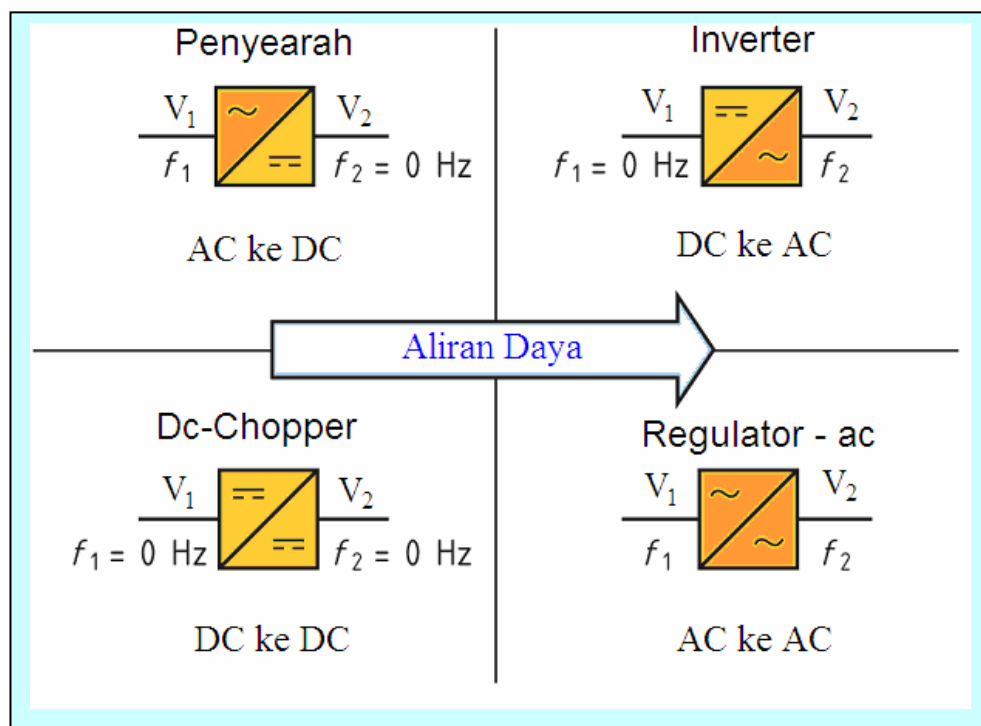 Penyearah
V₁ V₂
f₁ f₂ = 0 Hz
AC ke DC
Inverter
V₁ V₂
f₁ = 0 Hz f₂
DC ke AC
Aliran Daya
Dc-Chopper
V₁ V₂
f₁ = 0 Hz f₂ = 0 Hz
DC ke DC
Regulator - ac
V₁ V₂
f₁ f₂
AC ke AC